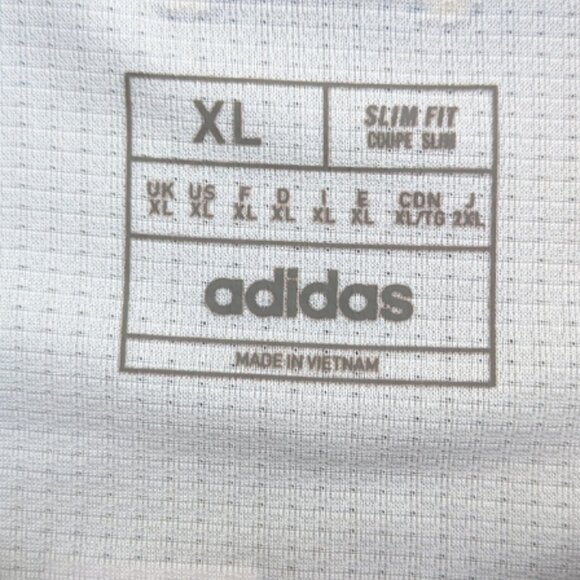 XL
SLIM FIT
COUPE SLIM
UK US F D I E CDN J
XL XL XL XL XL XL XL/TG 2XL
adidas
MADE IN VIETNAM